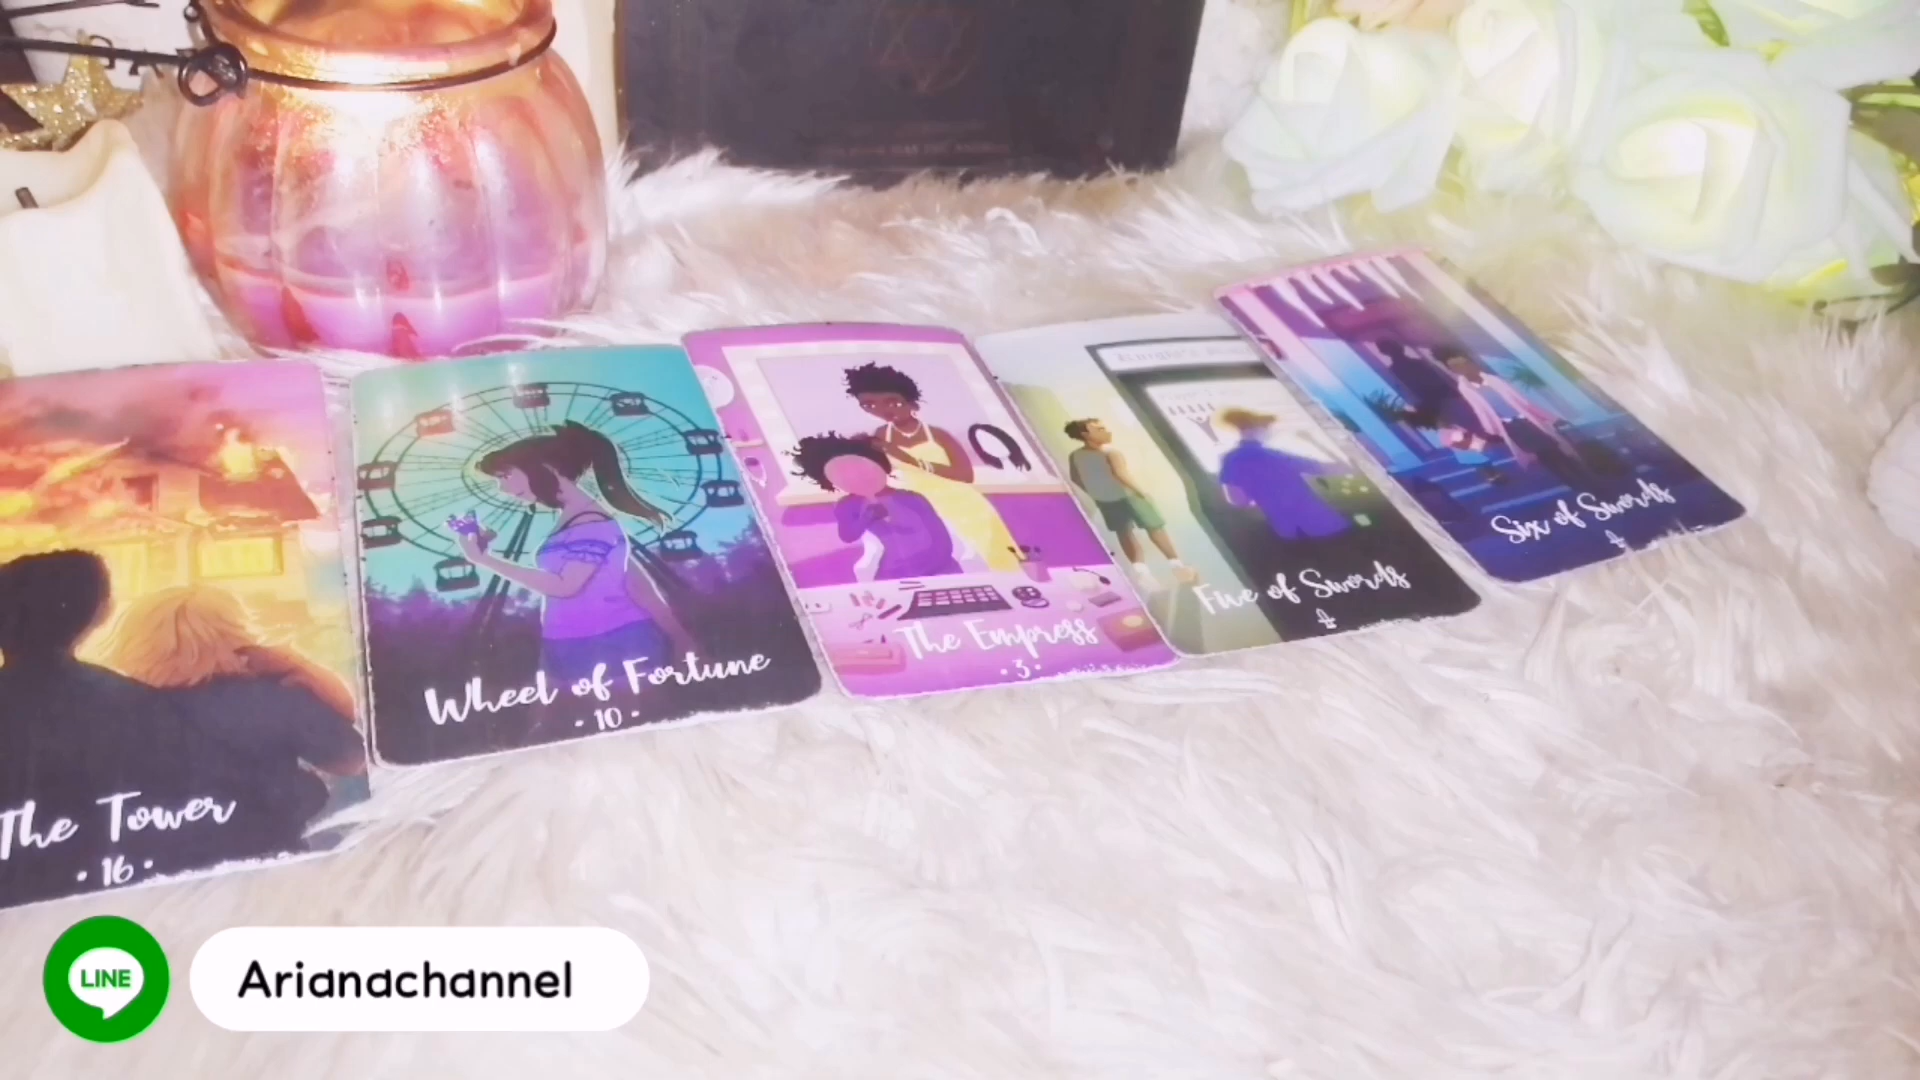 The Tower
• 16 •
Wheel of Fortune
• 10 •
The Empress
• 3 •
Five of Swords
Six of Swords
LINE
Arianachannel